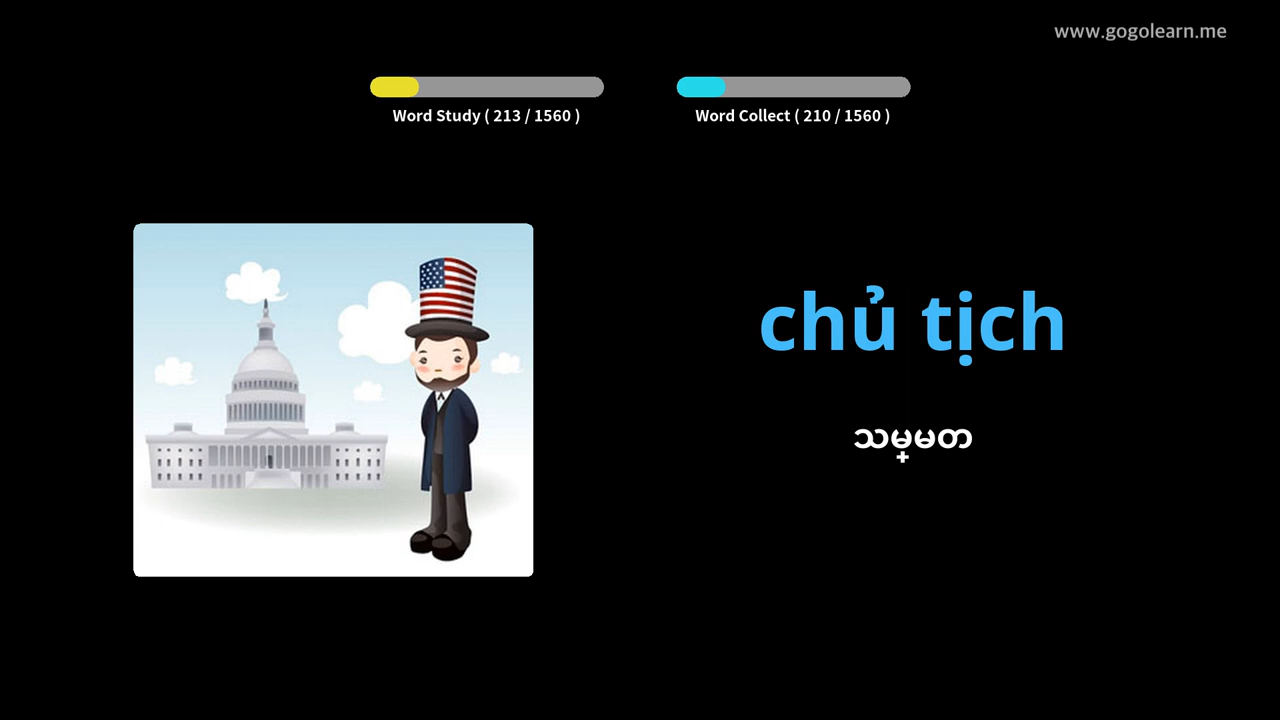 www.gogolearn.me
Word Study ( 213 / 1560 )
Word Collect ( 210 / 1560 )
chủ tịch
သမ္မတ